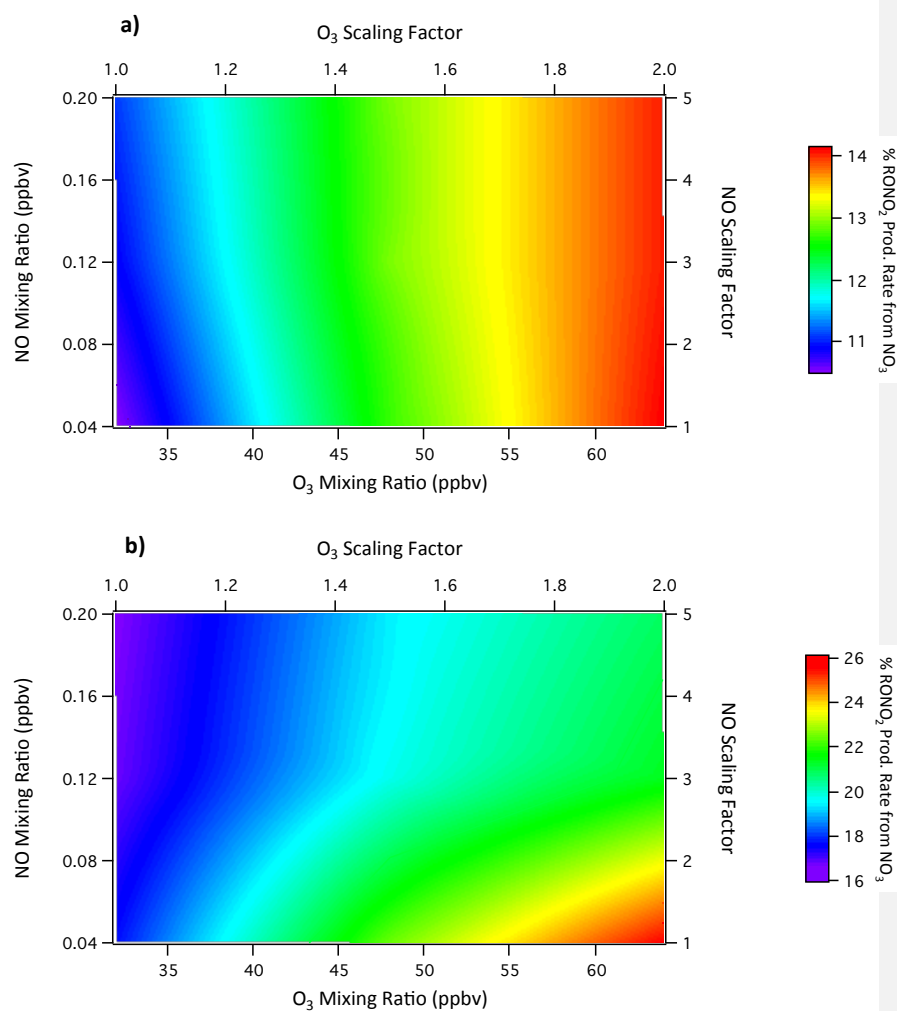 a)
O3 Scaling Factor
1.0 1.2 1.4 1.6 1.8 2.0
0.20
0.16
0.12
0.08
0.04
NO Mixing Ratio (ppbv)
5
4
3
2
1
NO Scaling Factor
35 40 45 50 55 60
O3 Mixing Ratio (ppbv)
14
13
12
11
% RONO2 Prod. Rate from NO3
b)
O3 Scaling Factor
1.0 1.2 1.4 1.6 1.8 2.0
0.20
0.16
0.12
0.08
0.04
NO Mixing Ratio (ppbv)
5
4
3
2
1
NO Scaling Factor
35 40 45 50 55 60
O3 Mixing Ratio (ppbv)
26
24
22
20
18
16
% RONO2 Prod. Rate from NO3